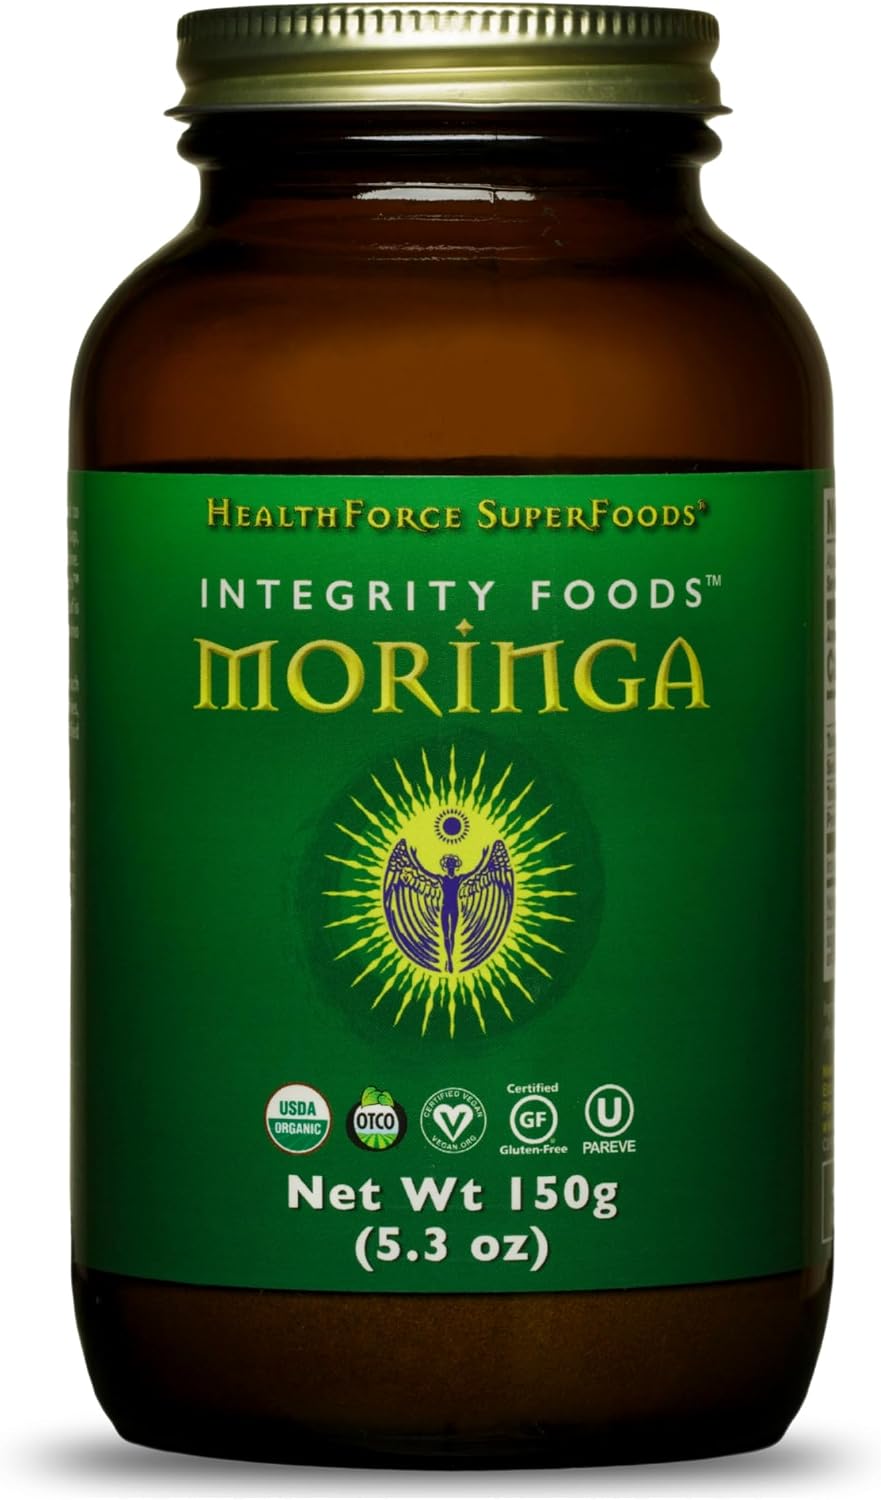 HEALTHFORCE SUPERFOODS®
INTEGRITY FOODS™
MORINGA
USDA
ORGANIC
OTCO
CERTIFIED VEGAN
VEGAN.ORG
Certified
GF
Gluten-Free
U
PAREVE
Net Wt 150g
(5.3 oz)